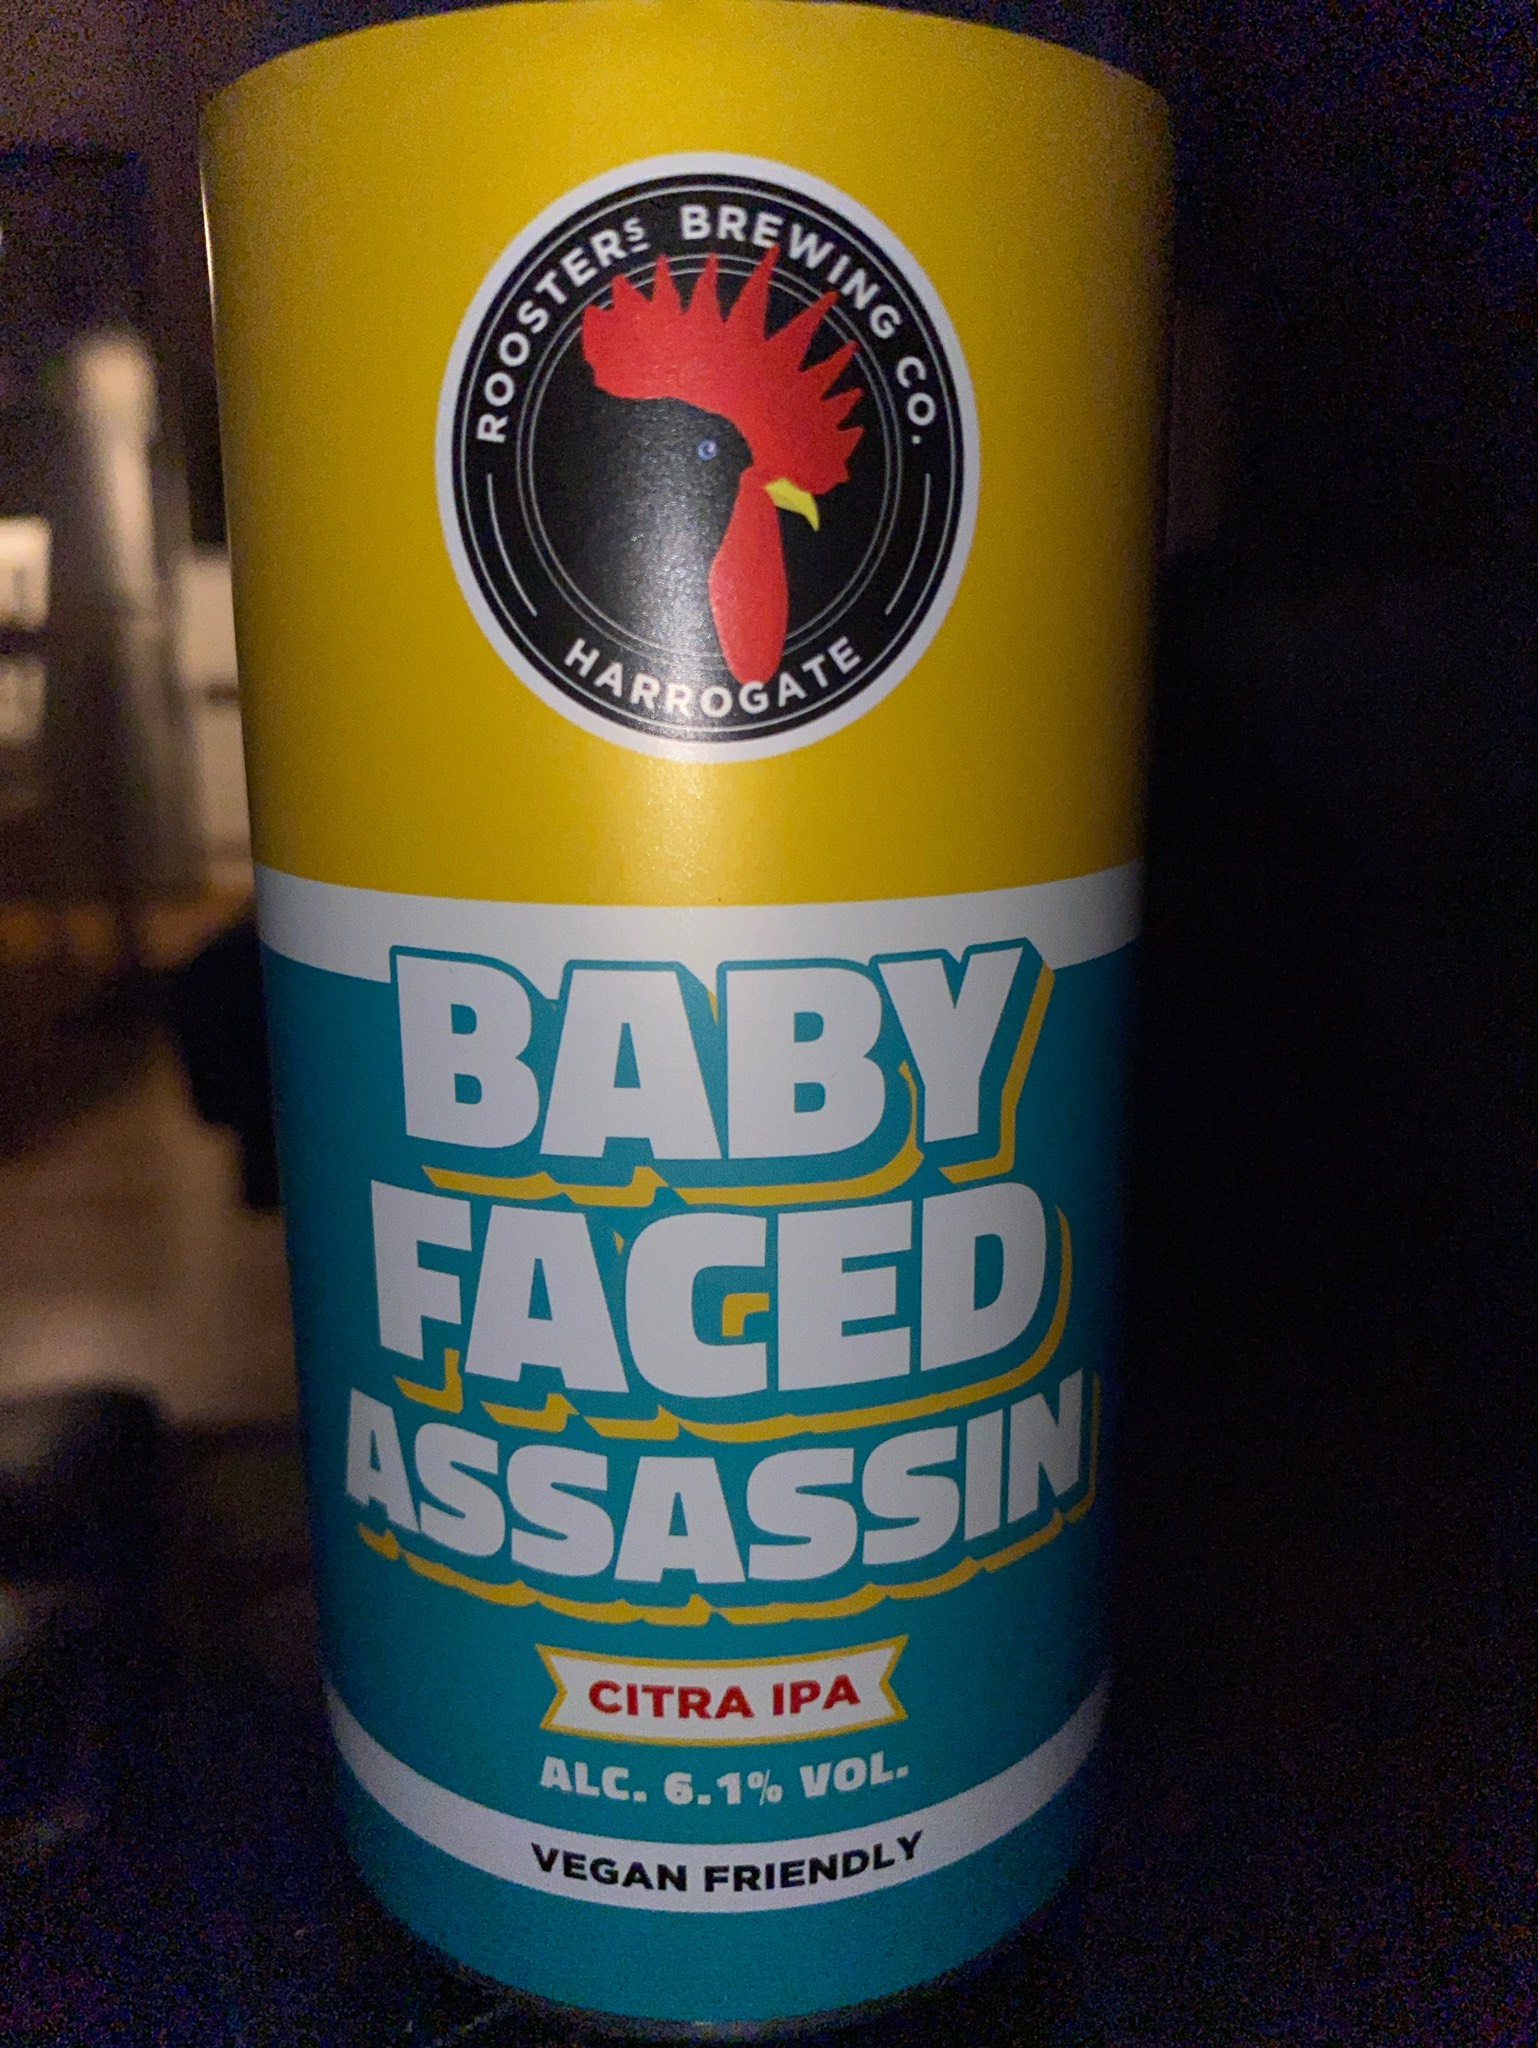 ROOSTERS BREWING CO.
HARROGATE
BABY
FACED
ASSASSIN
CITRA IPA
ALC. 6.1% VOL.
VEGAN FRIENDLY